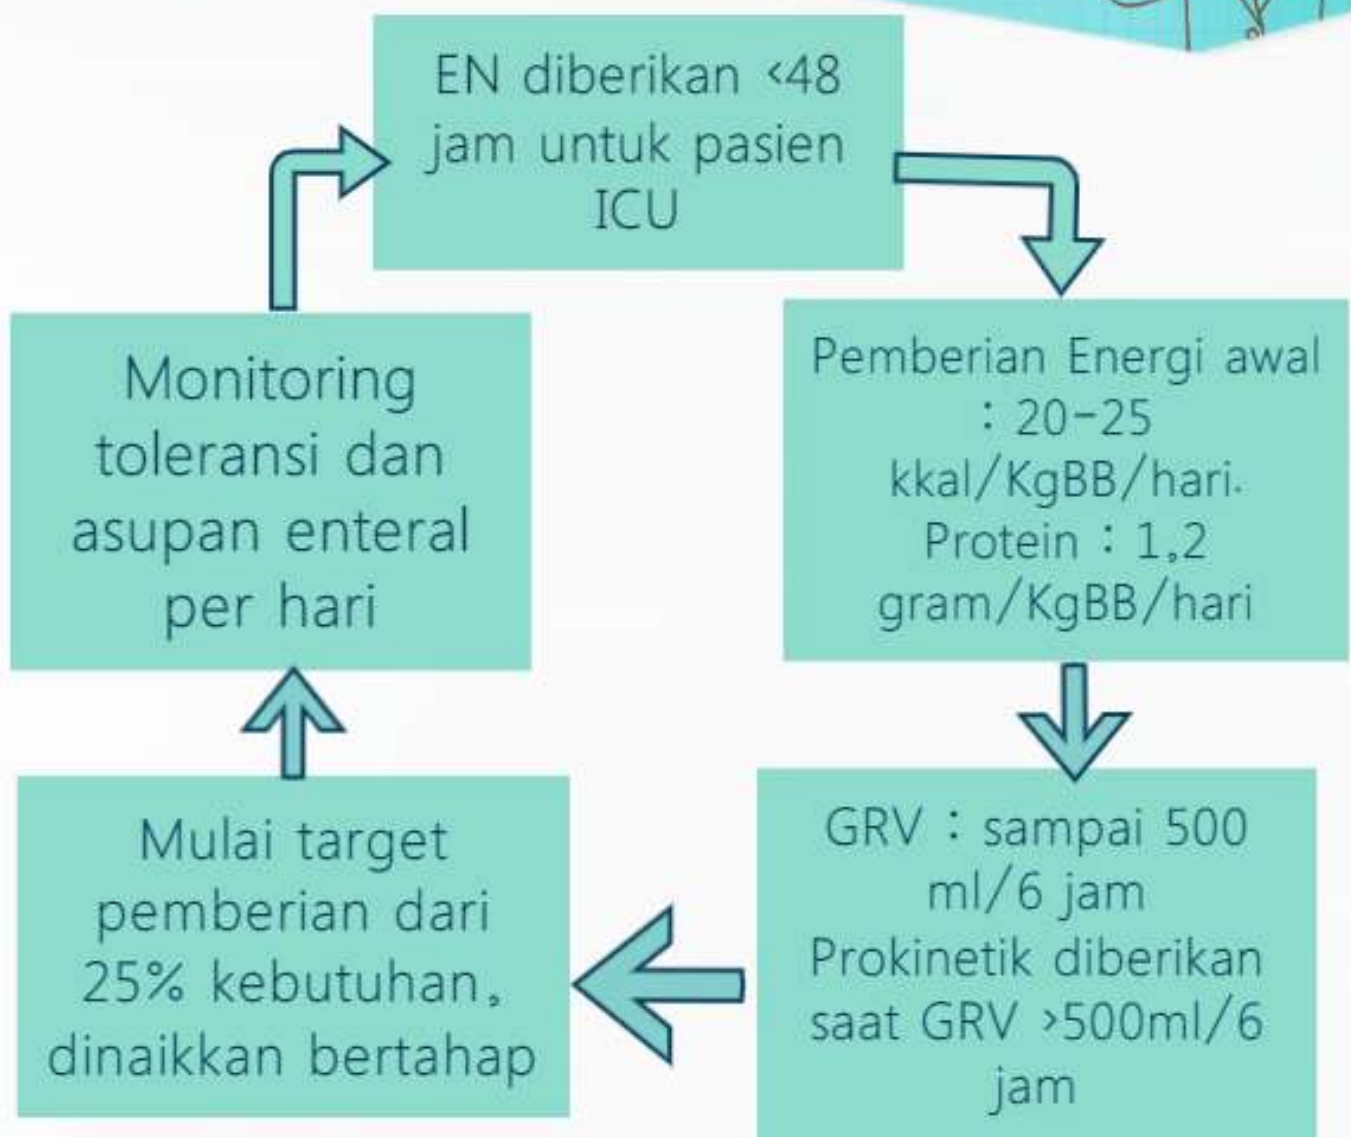 EN diberikan <48
jam untuk pasien
ICU
Pemberian Energi awal
: 20-25
kkal/KgBB/hari.
Protein : 1,2
gram/KgBB/hari
GRV : sampai 500
ml/6 jam
Prokinetik diberikan
saat GRV >500ml/6
jam
Mulai target
pemberian dari
25% kebutuhan,
dinaikkan bertahap
Monitoring
toleransi dan
asupan enteral
per hari